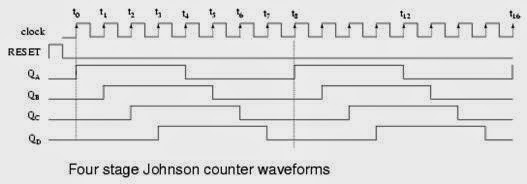 t0 t1 t2 t3 t4 t5 t6 t7 t8 t12 t16
clock
RESET
QA
QB
QC
QD
Four stage Johnson counter waveforms